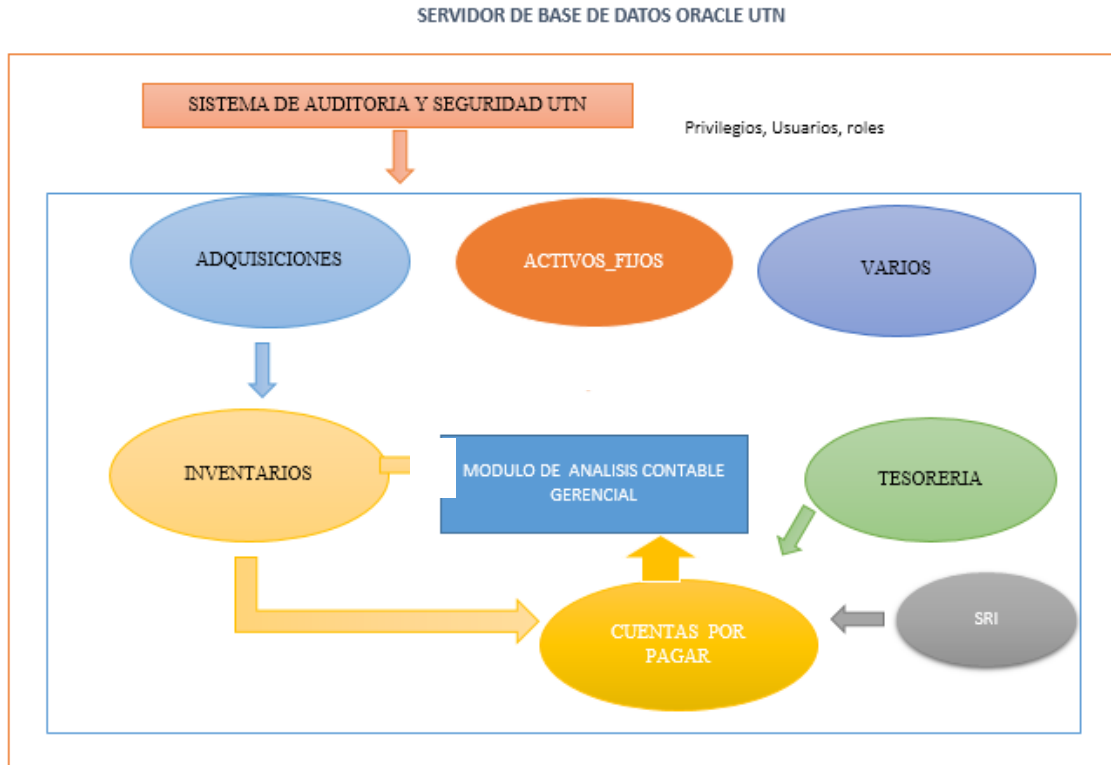 SERVIDOR DE BASE DE DATOS ORACLE UTN
SISTEMA DE AUDITORIA Y SEGURIDAD UTN
Privilegios, Usuarios, roles
ADQUISICIONES
ACTIVOS_FIJOS
VARIOS
INVENTARIOS
MODULO DE ANALISIS CONTABLE
GERENCIAL
TESORERIA
CUENTAS POR
PAGAR
SRI